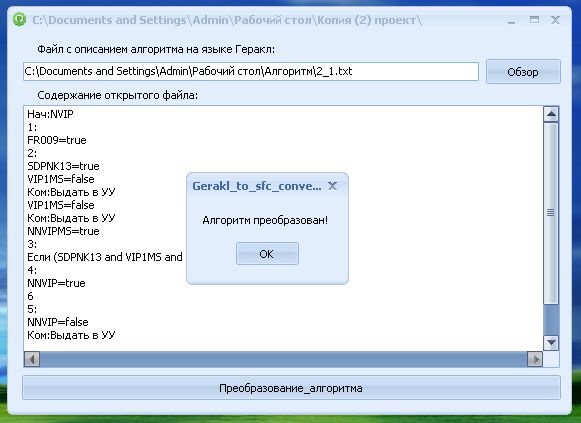 C:\Documents and Settings\Admin\Рабочий стол\Копия (2) проект\
Файл с описанием алгоритма на языке Геракл:
C:\Documents and Settings\Admin\Рабочий стол\Алгоритм\2_1.txt
Обзор
Содержание открытого файла:
Нач:NVIP
1:
FR009=true
2:
SDPNK13=true
VIP1MS=false
Ком:Выдать в УУ
VIP1MS=false
Ком:Выдать в УУ
NNVIPMS=true
3:
Если (SDPNK13 and VIP1MS and
4:
NNVIP=true
6
5:
NNVIP=false
Ком:Выдать в УУ
Gerakl_to_sfc_conve...
Алгоритм преобразован!
OK
Преобразование_алгоритма